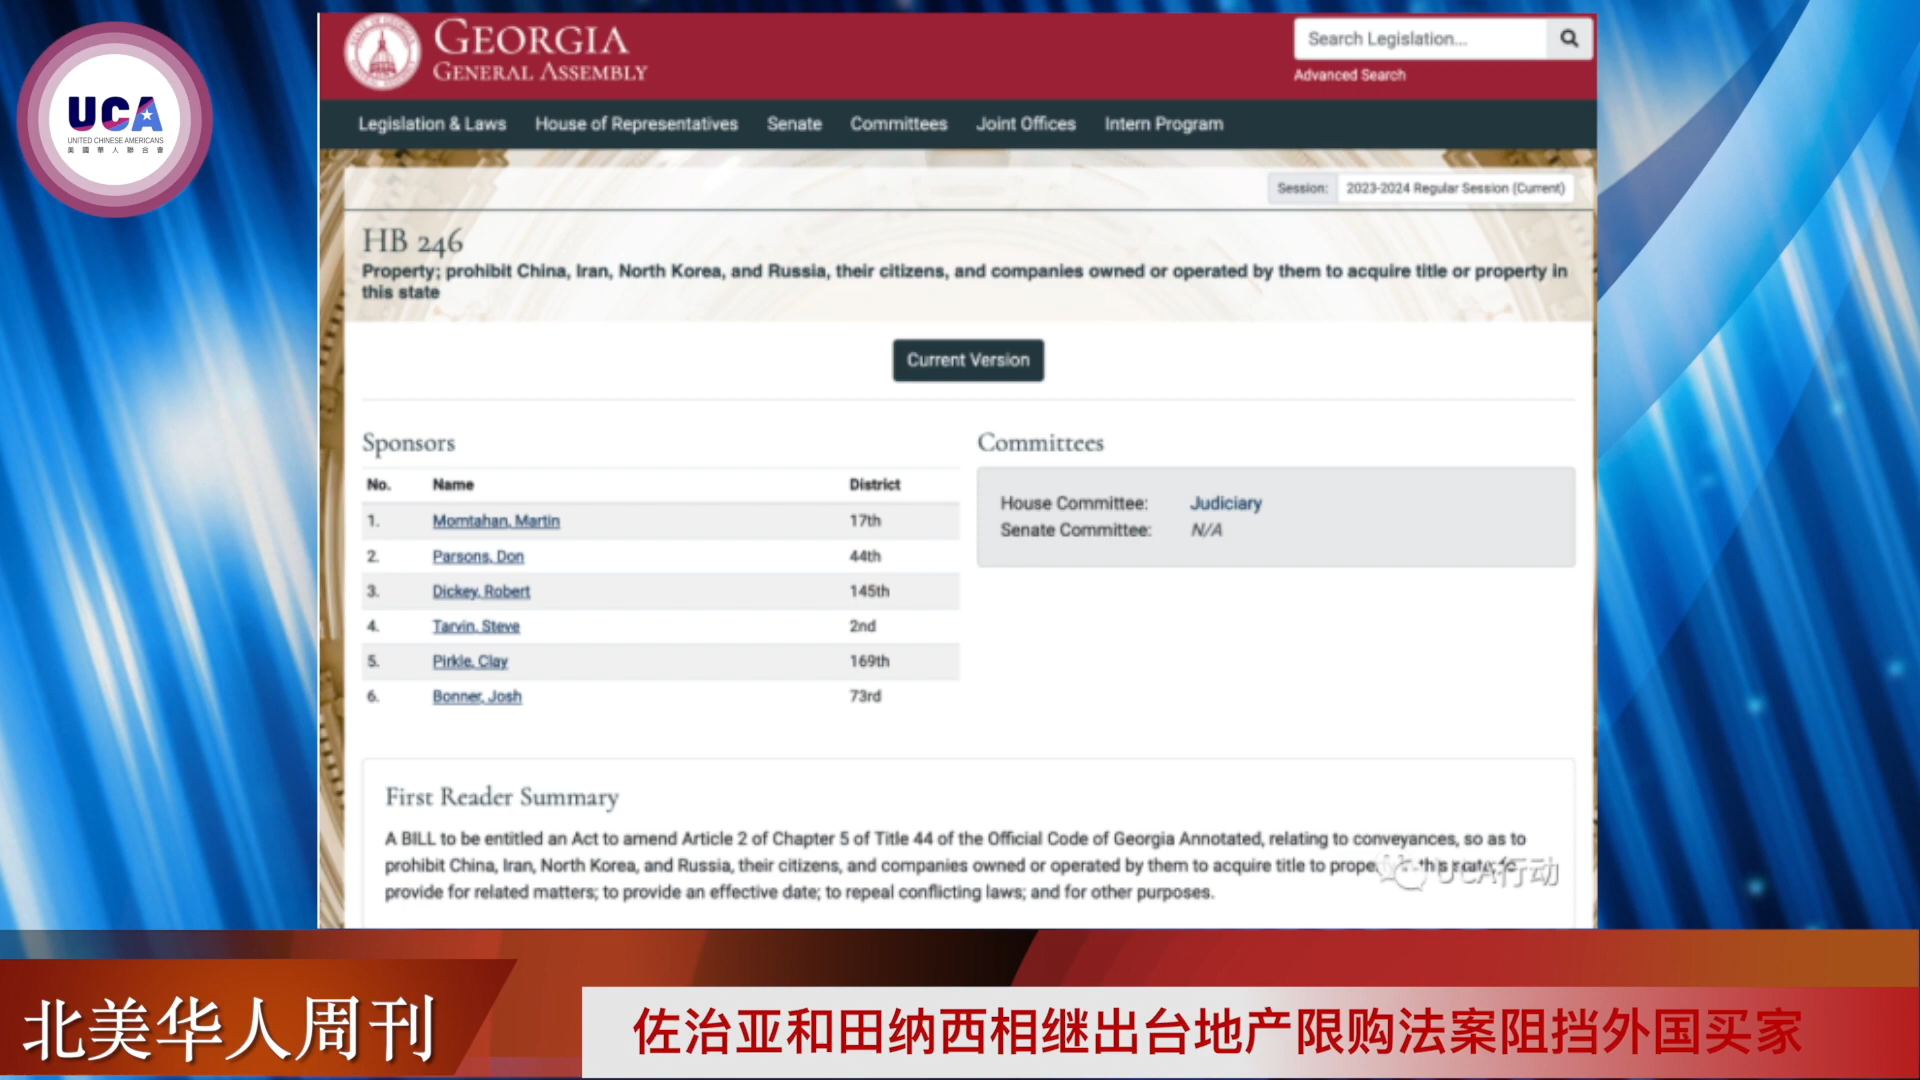 UCA
UNITED CHINESE AMERICANS
美國華人聯合會
GEORGIA
GENERAL ASSEMBLY
Search Legislation...
Advanced Search
Legislation & Laws House of Representatives Senate Committees Joint Offices Intern Program
Session: 2023-2024 Regular Session (Current)
HB 246
Property; prohibit China, Iran, North Korea, and Russia, their citizens, and companies owned or operated by them to acquire title or property in
this state
Current Version
Sponsors
No. Name District
1. Momtahan, Martin 17th
2. Parsons, Don 44th
3. Dickey, Robert 145th
4. Tarvin, Steve 2nd
5. Pirkle, Clay 169th
6. Bonner, Josh 73rd
Committees
House Committee: Judiciary
Senate Committee: N/A
First Reader Summary
A BILL to be entitled an Act to amend Article 2 of Chapter 5 of Title 44 of the Official Code of Georgia Annotated, relating to conveyances, so as to
prohibit China, Iran, North Korea, and Russia, their citizens, and companies owned or operated by them to acquire title to this
provide for related matters; to provide an effective date; to repeal conflicting laws; and for other purposes.
UCA行动
北美华人周刊
佐治亚和田纳西相继出台地产限购法案阻挡外国买家